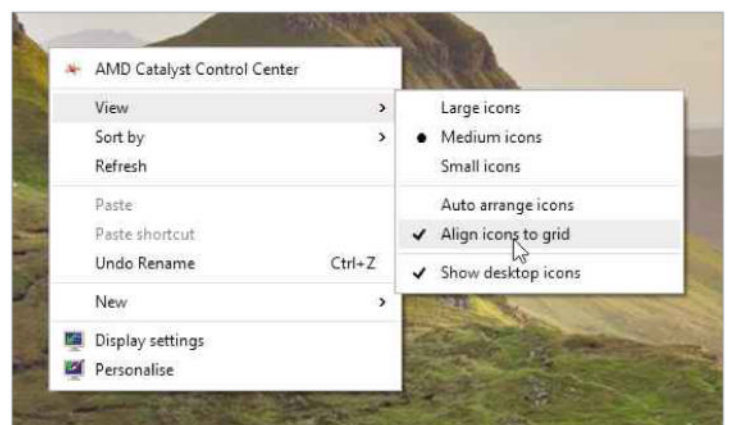 AMD Catalyst Control Center
View
Sort by
Refresh
Paste
Paste shortcut
Undo Rename Ctrl+Z
New
Display settings
Personalise
Large icons
Medium icons
Small icons
Auto arrange icons
Align icons to grid
Show desktop icons